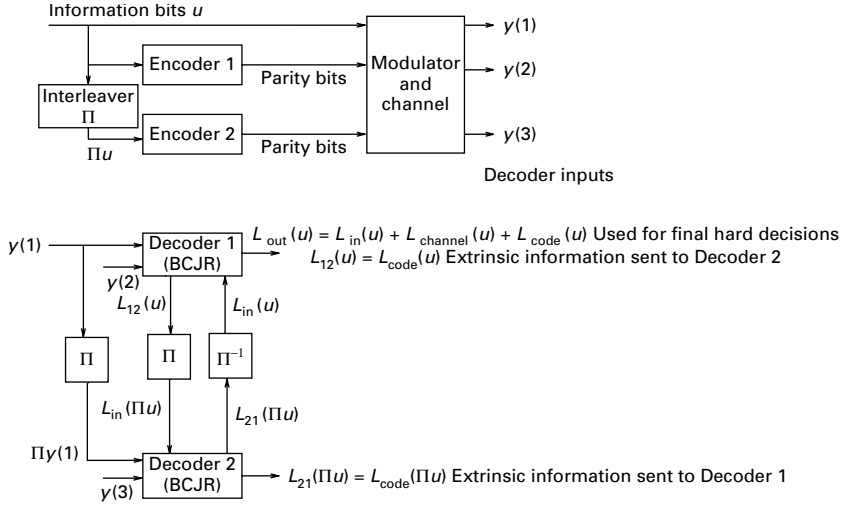 Information bits u
Encoder 1
Parity bits
Interleaver
Π
Πu
Encoder 2
Parity bits
Modulator
and
channel
y(1)
y(2)
y(3)
Decoder inputs
y(1)
Decoder 1
(BCJR)
y(2)
L out (u) = L in(u) + L channel (u) + L code (u) Used for final hard decisions
L12(u) = Lcode(u) Extrinsic information sent to Decoder 2
L12(u)
Lin(u)
Π
Π
Π−1
Lin(Πu)
L21(Πu)
Πy(1)
Decoder 2
(BCJR)
y(3)
L21(Πu) = Lcode(Πu) Extrinsic information sent to Decoder 1